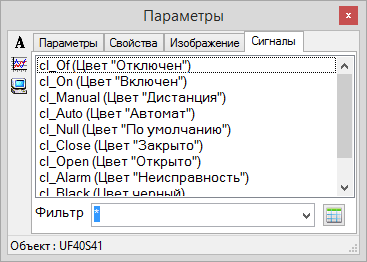 Параметры
x
A
Параметры Свойства Изображение Сигналы
cl_Of (Цвет "Отключен")
cl_On (Цвет "Включен")
cl_Manual (Цвет "Дистанция")
cl_Auto (Цвет "Автомат")
cl_Null (Цвет "По умолчанию")
cl_Close (Цвет "Закрыто")
cl_Open (Цвет "Открыто")
cl_Alarm (Цвет "Неисправность")
cl_Black (Цвет черный)
Фильтр *
Объект : UF40S41